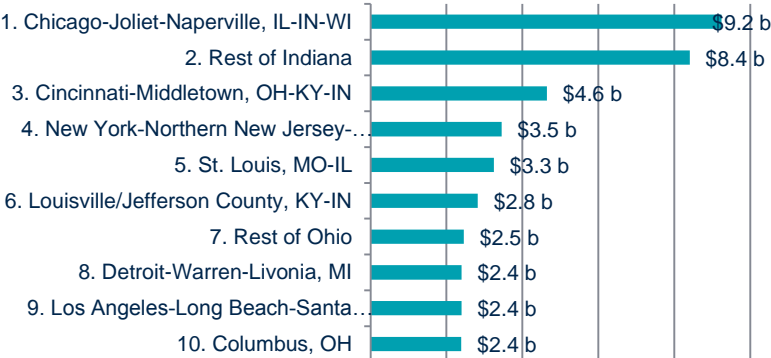 1. Chicago-Joliet-Naperville, IL-IN-WI $9.2 b
2. Rest of Indiana $8.4 b
3. Cincinnati-Middletown, OH-KY-IN $4.6 b
4. New York-Northern New Jersey-… $3.5 b
5. St. Louis, MO-IL $3.3 b
6. Louisville/Jefferson County, KY-IN $2.8 b
7. Rest of Ohio $2.5 b
8. Detroit-Warren-Livonia, MI $2.4 b
9. Los Angeles-Long Beach-Santa… $2.4 b
10. Columbus, OH $2.4 b